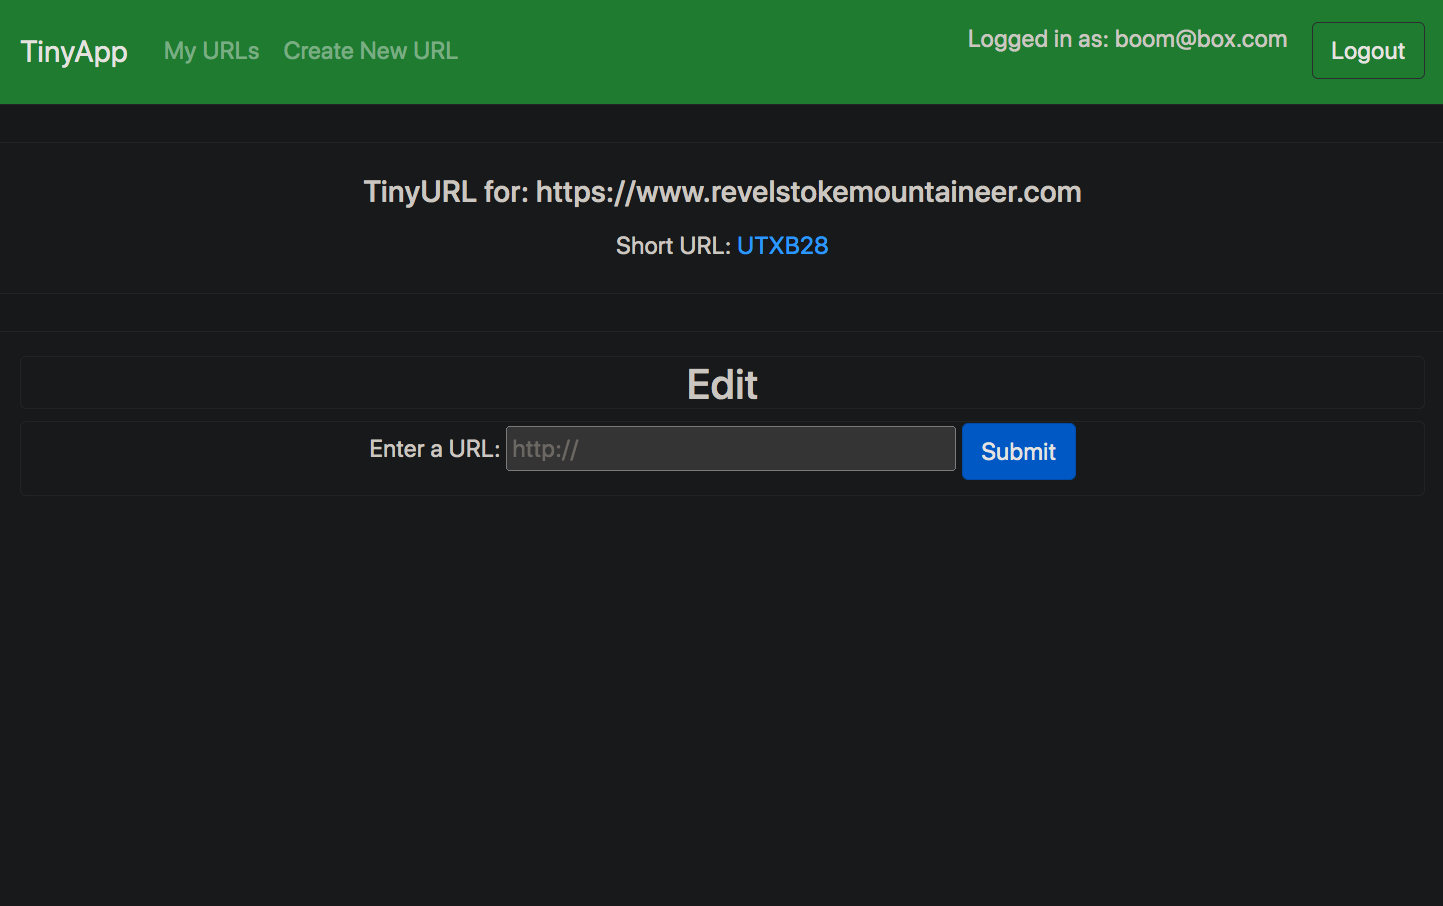 TinyApp My URLs Create New URL Logged in as: boom@box.com Logout
TinyURL for: https://www.revelstokemountaineer.com
Short URL: UTXB28
Edit
Enter a URL: http:// Submit